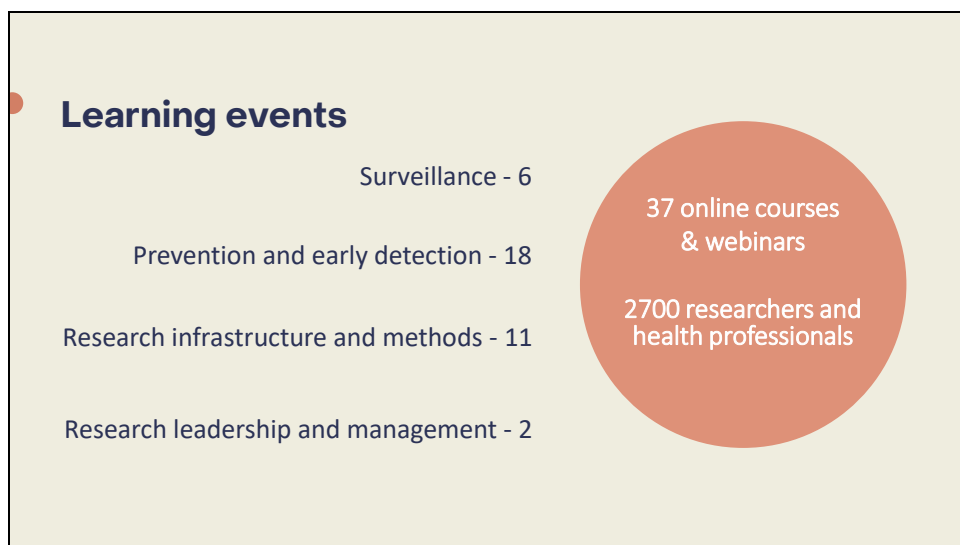 Learning events
Surveillance - 6
Prevention and early detection - 18
Research infrastructure and methods - 11
Research leadership and management - 2
37 online courses
& webinars
2700 researchers and
health professionals